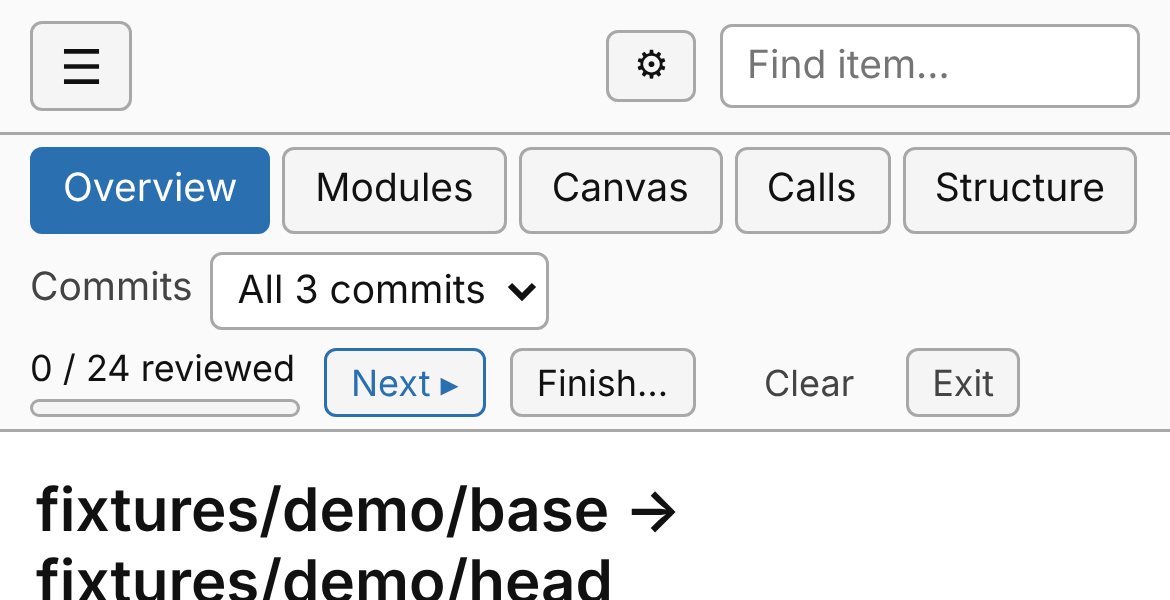 ☰ ⚙ Find item...
Overview Modules Canvas Calls Structure
Commits All 3 commits
0 / 24 reviewed Next ▸ Finish... Clear Exit
fixtures/demo/base →
fixtures/demo/head